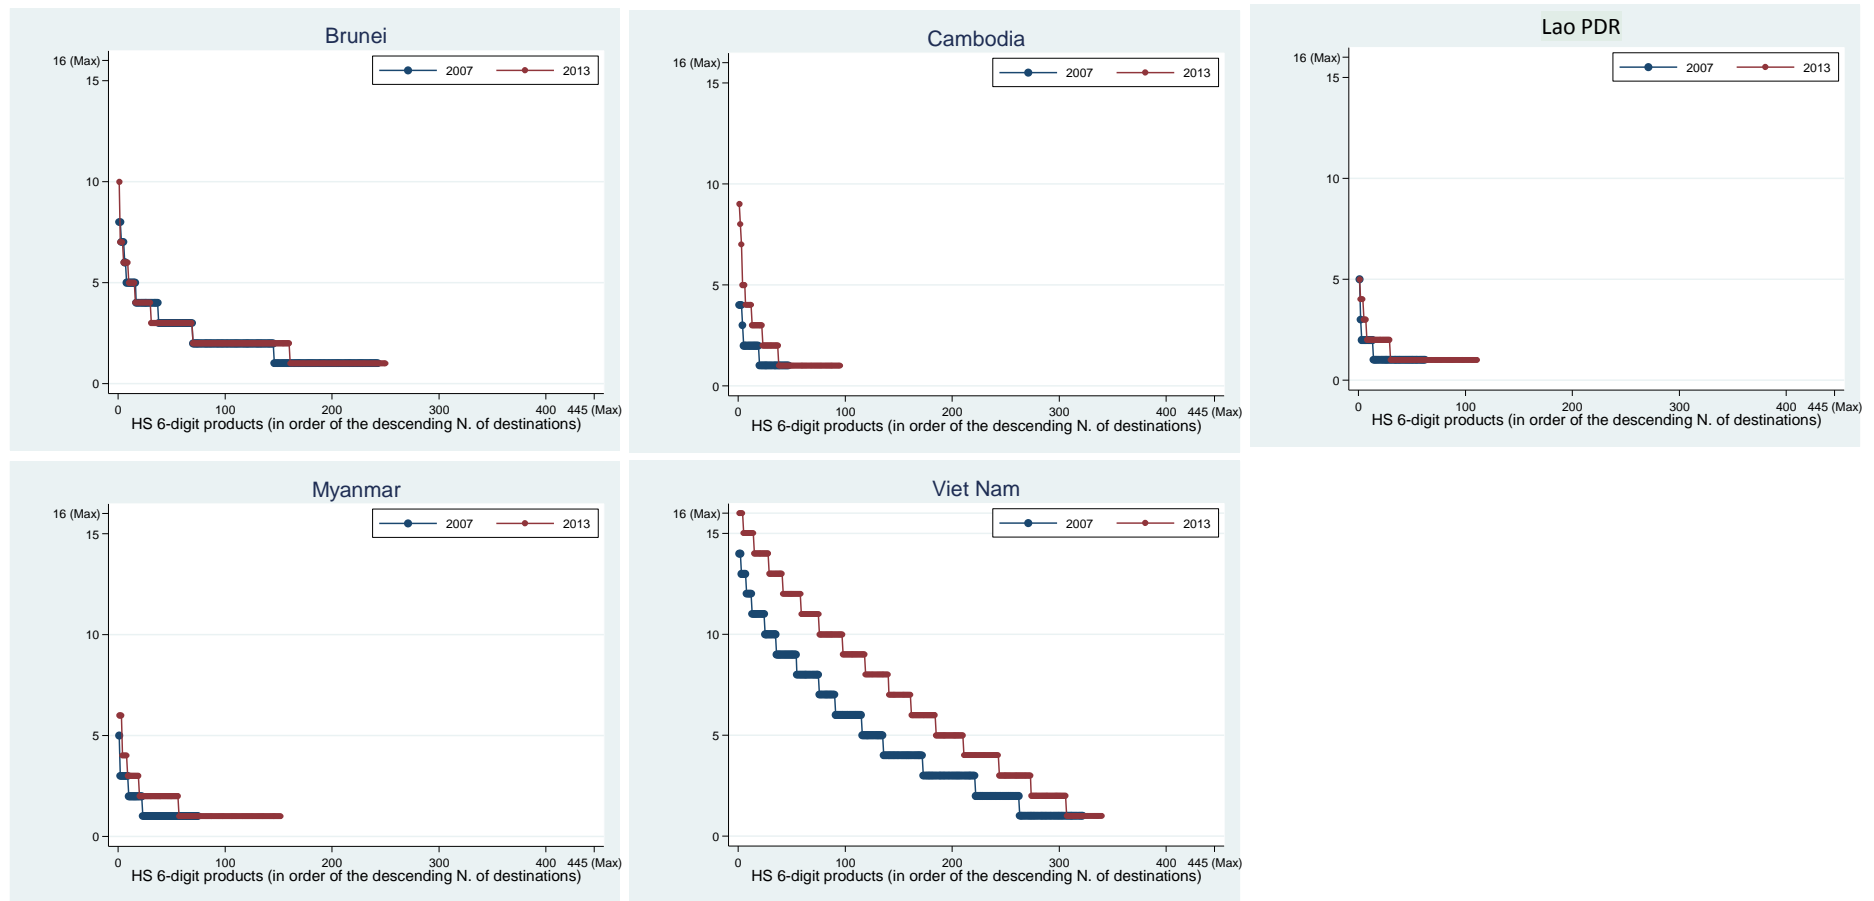 Brunei
16 (Max)
15
10
5
0
2007
2013
0
100
200
300
400
445 (Max)
HS 6-digit products (in order of the descending N. of destinations)
Cambodia
16 (Max)
15
10
5
0
2007
2013
0
100
200
300
400
445 (Max)
HS 6-digit products (in order of the descending N. of destinations)
Lao PDR
16 (Max)
15
10
5
0
2007
2013
0
100
200
300
400
445 (Max)
HS 6-digit products (in order of the descending N. of destinations)
Myanmar
16 (Max)
15
10
5
0
2007
2013
0
100
200
300
400
445 (Max)
HS 6-digit products (in order of the descending N. of destinations)
Viet Nam
16 (Max)
15
10
5
0
2007
2013
0
100
200
300
400
445 (Max)
HS 6-digit products (in order of the descending N. of destinations)